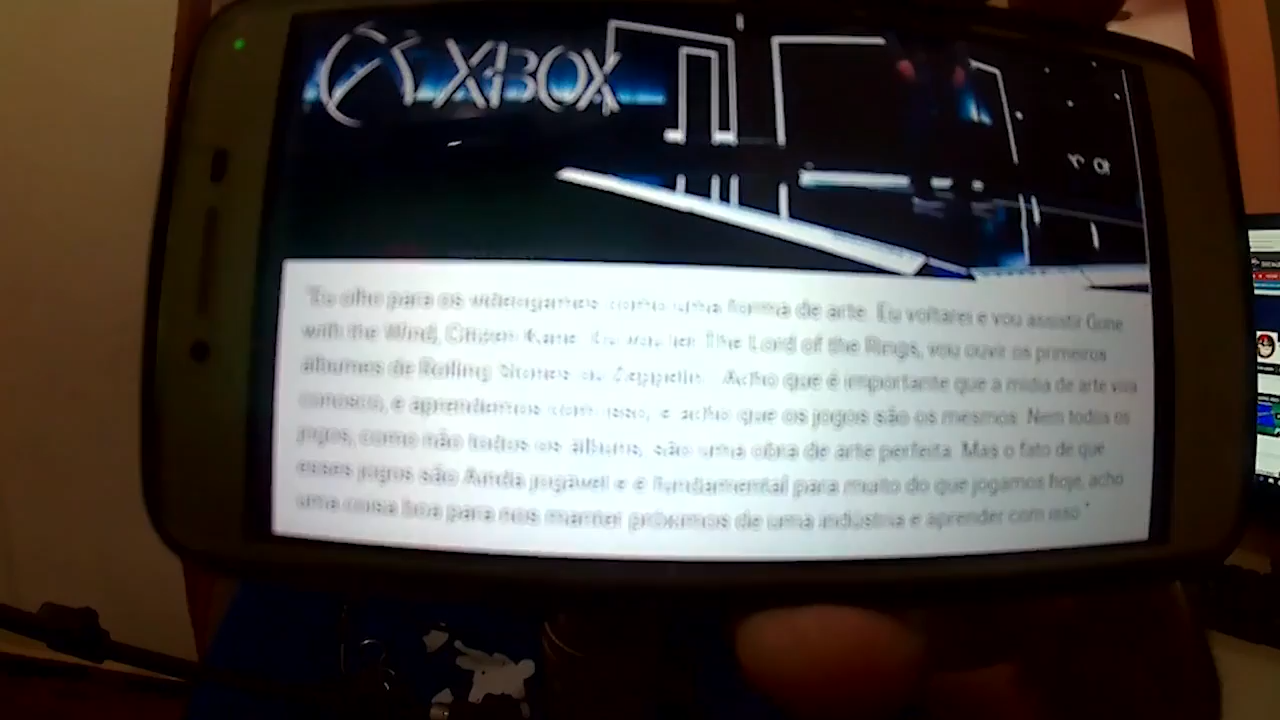 XBOX
"Eu olho para os videogames como uma forma de arte. Eu voltarei e vou assistir Gone
with the Wind, Citizen Kane, The Lord of the Rings, vou ouvir os primeiros
álbuns de Rolling Stones Zeppelin. Acho que é importante que a mídia de arte
conosco, e aprendemos com isso, e acho que os jogos são os mesmos. Nem todos os
jogos, como não todos os álbuns, são uma obra de arte perfeita. Mas o fato de que
esses jogos são Ainda jogável e é fundamental para muito do que jogamos hoje, acho
uma coisa boa para nos manter próximos de uma indústria e aprender com isso."